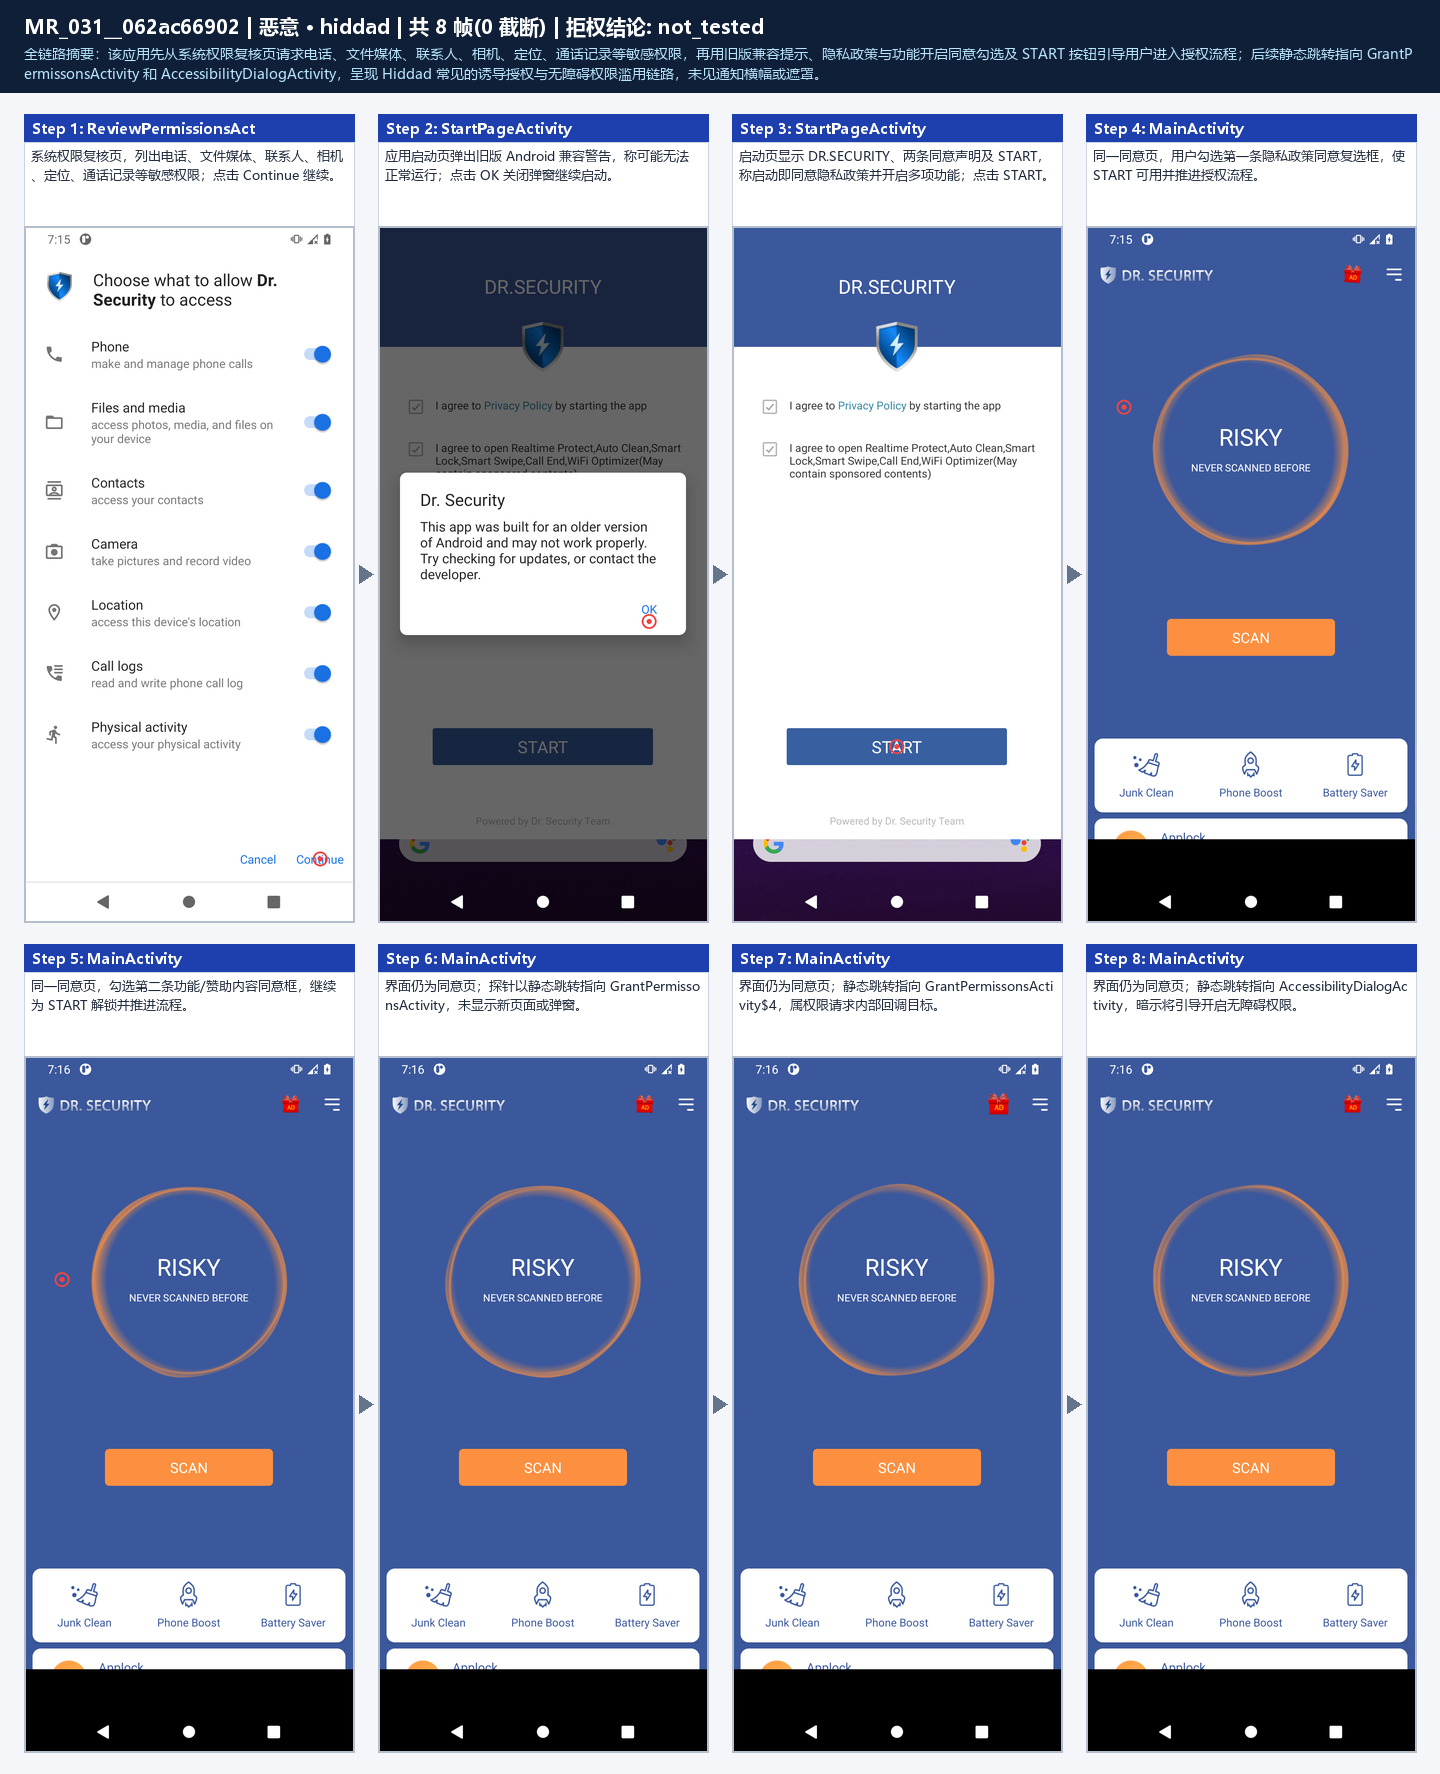 MR_031__062ac66902 | 恶意 • hiddad | 共 8 帧(0 截断) | 拒权结论: not_tested
全链路摘要：该应用先从系统权限复核页请求电话、文件媒体、联系人、相机、定位、通话记录等敏感权限，再用旧版兼容提示、隐私政策与功能开启同意勾选及 START 按钮引导用户进入授权流程；后续静态跳转指向 GrantP
ermissonsActivity 和 AccessibilityDialogActivity，呈现 Hiddad 常见的诱导授权与无障碍权限滥用链路，未见通知横幅或遮罩。
Step 1: ReviewPermissionsAct
系统权限复核页，列出电话、文件媒体、联系人、相机
、定位、通话记录等敏感权限；点击 Continue 继续。
7:15
Choose what to allow Dr.
Security to access
Phone
make and manage phone calls
Files and media
access photos, media, and files on
your device
Contacts
access your contacts
Camera
take pictures and record video
Location
access this device's location
Call logs
read and write phone call log
Physical activity
access your physical activity
Cancel
Continue
Step 2: StartPageActivity
应用启动页弹出旧版 Android 兼容警告，称可能无法
正常运行；点击 OK 关闭弹窗继续启动。
DR.SECURITY
I agree to Privacy Policy by starting the app
I agree to open Realtime Protect,Auto Clean,Smart
Lock,Smart Swipe,Call End,WiFi Optimizer(May
contain sponsored contents)
Dr. Security
This app was built for an older version
of Android and may not work properly.
Try checking for updates, or contact the
developer.
OK
START
Powered by Dr. Security Team
Step 3: StartPageActivity
启动页显示 DR.SECURITY、两条同意声明及 START，
称启动即同意隐私政策并开启多项功能；点击 START。
DR.SECURITY
I agree to Privacy Policy by starting the app
I agree to open Realtime Protect,Auto Clean,Smart
Lock,Smart Swipe,Call End,WiFi Optimizer(May
contain sponsored contents)
START
Powered by Dr. Security Team
Step 4: MainActivity
同一同意页，用户勾选第一条隐私政策同意复选框，使
START 可用并推进授权流程。
7:15
DR. SECURITY
AD
RISKY
NEVER SCANNED BEFORE
SCAN
Junk Clean
Phone Boost
Battery Saver
Applock
Step 5: MainActivity
同一同意页，勾选第二条功能/赞助内容同意框，继续
为 START 解锁并推进流程。
7:16
DR. SECURITY
AD
RISKY
NEVER SCANNED BEFORE
SCAN
Junk Clean
Phone Boost
Battery Saver
Applock
Step 6: MainActivity
界面仍为同意页；探针以静态跳转指向 GrantPermisso
nsActivity，未显示新页面或弹窗。
7:16
DR. SECURITY
AD
RISKY
NEVER SCANNED BEFORE
SCAN
Junk Clean
Phone Boost
Battery Saver
Applock
Step 7: MainActivity
界面仍为同意页；静态跳转指向 GrantPermissonsActi
vity$4，属权限请求内部回调目标。
7:16
DR. SECURITY
AD
RISKY
NEVER SCANNED BEFORE
SCAN
Junk Clean
Phone Boost
Battery Saver
Applock
Step 8: MainActivity
界面仍为同意页；静态跳转指向 AccessibilityDialogAc
tivity，暗示将引导开启无障碍权限。
7:16
DR. SECURITY
AD
RISKY
NEVER SCANNED BEFORE
SCAN
Junk Clean
Phone Boost
Battery Saver
Applock